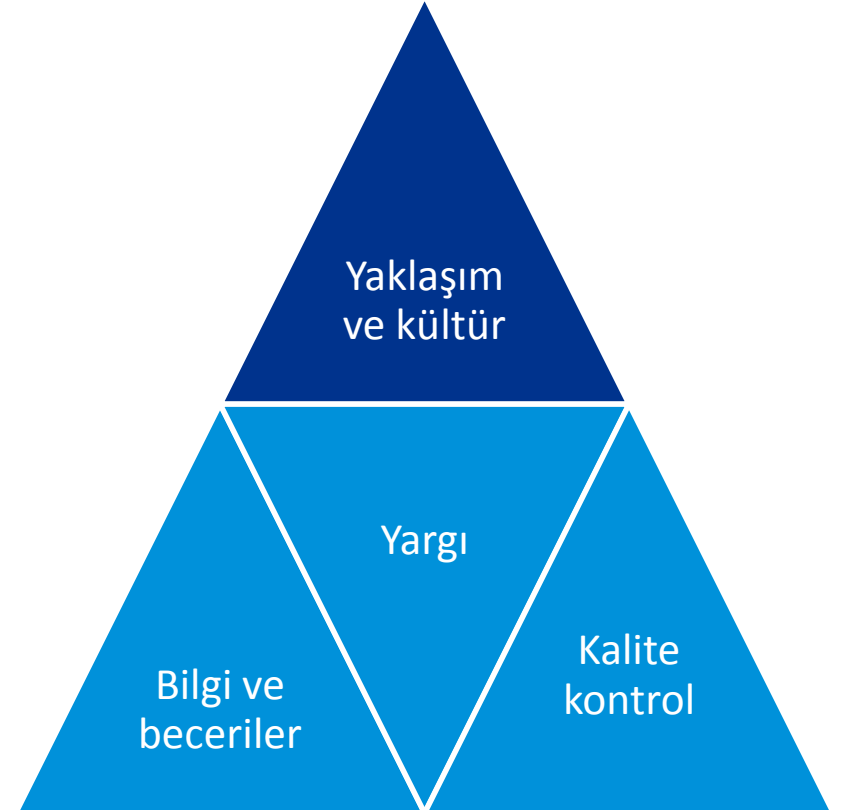 Yaklaşım
ve kültür
Yargı
Bilgi ve
beceriler
Kalite
kontrol